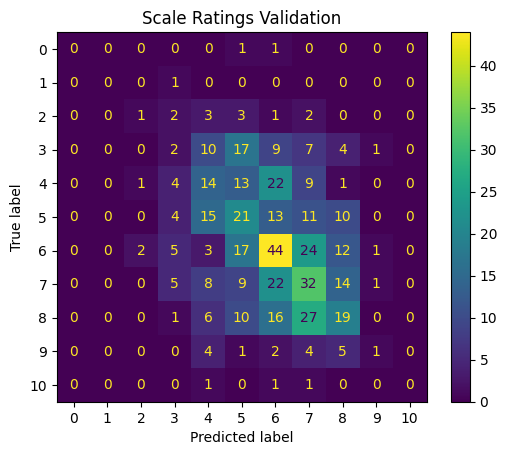 Scale Ratings Validation
0 0 0 0 0 0 1 1 0 0 0 0
1 0 0 0 1 0 0 0 0 0 0 0
2 0 0 1 2 3 3 1 2 0 0 0
3 0 0 0 2 10 17 9 7 4 1 0
4 0 0 1 4 14 13 22 9 1 0 0
5 0 0 0 4 15 21 13 11 10 0 0
6 0 0 2 5 3 17 44 24 12 1 0
7 0 0 0 5 8 9 22 32 14 1 0
8 0 0 0 1 6 10 16 27 19 0 0
9 0 0 0 0 4 1 2 4 5 1 0
10 0 0 0 0 1 0 1 1 0 0 0
0 1 2 3 4 5 6 7 8 9 10
Predicted label
True label
40
35
30
25
20
15
10
5
0